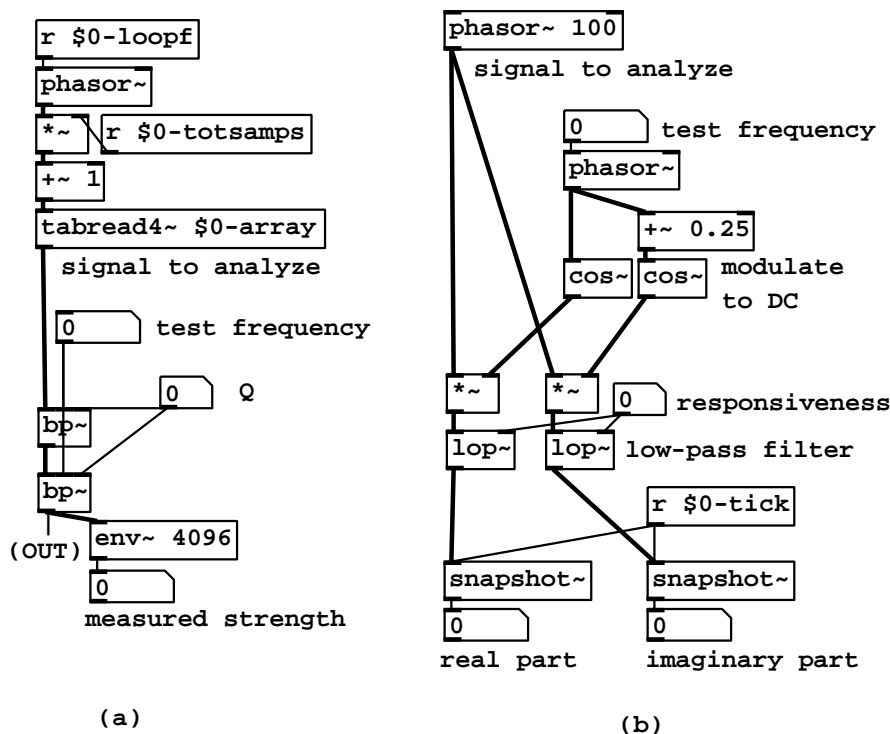 r $0-loopf
phasor~
*~
r $0-totsamps
+~ 1
tabread4~ $0-array
signal to analyze
0
test frequency
0
Q
bp~
bp~
(OUT)
env~ 4096
0
measured strength
(a)
phasor~ 100
signal to analyze
0
test frequency
phasor~
+~ 0.25
cos~
cos~
modulate
to DC
*~
*~
0
responsiveness
lop~
lop~
low-pass filter
r $0-tick
snapshot~
snapshot~
0
0
real part
imaginary part
(b)